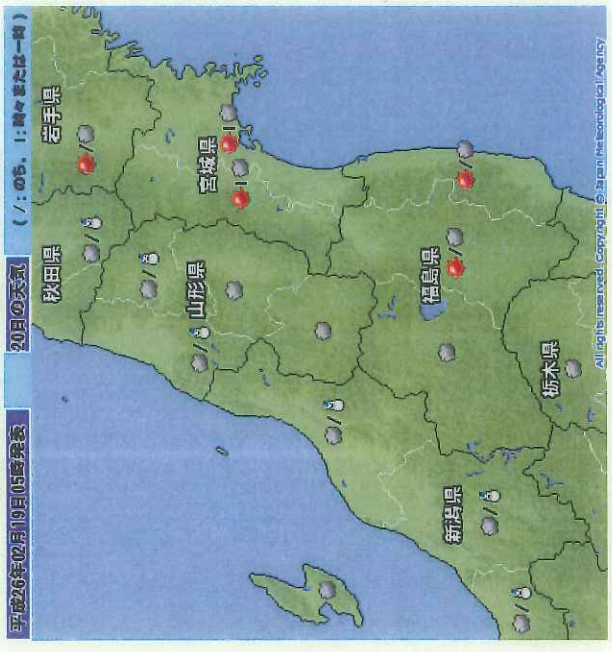 平成26年02月19日05時発表 20日の天気 ( / : のち, | : 時々または一時 )
秋田県
岩手県
山形県
宮城県
新潟県
福島県
栃木県
All rights reserved. Copyright © Japan Meteorological Agency